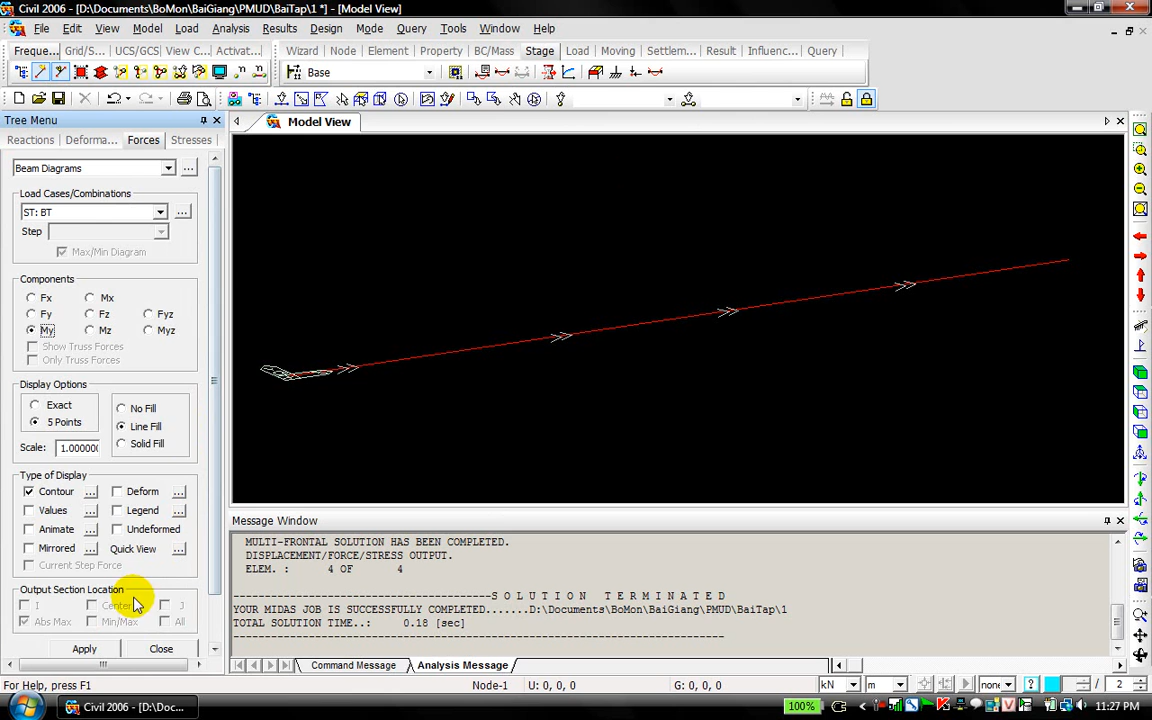 Civil 2006 - [D:\Documents\BoMon\BaiGiang\PMUD\BaiTap\1 *] - [Model View]
File Edit View Model Load Analysis Results Design Mode Query Tools Window Help
Freque... Grid/S... UCS/GCS View C... Activat... Wizard Node Element Property BC/Mass Stage Load Moving Settlem... Result Influenc... Query
Base
Tree Menu
Model View
Reactions Deforma... Forces Stresses
Beam Diagrams
Load Cases/Combinations
ST: BT
Step
Max/Min Diagram
Components
Fx Mx
Fy Fz Fyz
My Mz Myz
Show Truss Forces
Only Truss Forces
Display Options
Exact
5 Points
No Fill
Line Fill
Solid Fill
Scale: 1.000000
Type of Display
Contour ... Deform ...
Values ... Legend ...
Animate ... Undeformed
Mirrored ... Quick View ...
Current Step Force
Output Section Location
I Center J
Abs Max Min/Max All
Apply Close
Message Window
MULTI-FRONTAL SOLUTION HAS BEEN COMPLETED.
DISPLACEMENT/FORCE/STRESS OUTPUT.
ELEM. : 4 OF 4
------------------------------------------S O L U T I O N   T E R M I N A T E D
YOUR MIDAS JOB IS SUCCESSFULLY COMPLETED.......D:\Documents\BoMon\BaiGiang\PMUD\BaiTap\1
TOTAL SOLUTION TIME..: 0.18 [sec]
Command Message Analysis Message
For Help, press F1 Node-1 U: 0, 0, 0 G: 0, 0, 0 kN m none ? 2
Civil 2006 - [D:\Doc... 100% 11:27 PM